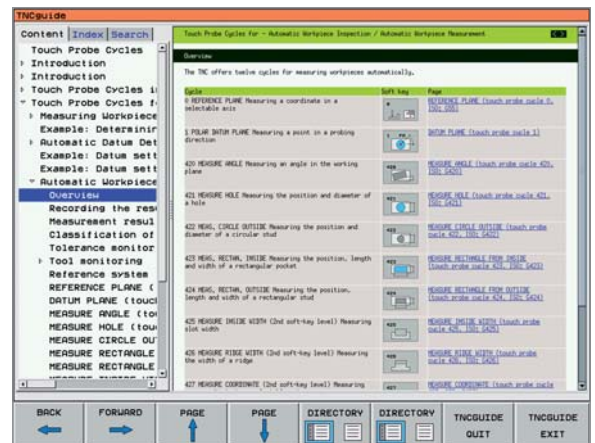 TNCguide
Content Index Search
Touch Probe Cycles
Introduction
Introduction
Touch Probe Cycles i
Touch Probe Cycles f
Measuring Workpiece
Example: Determinin
Automatic Datum Det
Example: Datum sett
Example: Datum sett
Automatic Workpiece
Overview
Recording the res
Measurement resul
Classification of
Tolerance monitor
Tool monitoring
Reference system
REFERENCE PLANE (
DATUM PLANE (touc
MEASURE ANGLE (to
MEASURE HOLE (tou
MEASURE CIRCLE OU
MEASURE RECTANGLE
MEASURE RECTANGLE
Touch Probe Cycles for - Automatic Workpiece Inspection / Automatic Workpiece Measurement
Overview
The TNC offers twelve cycles for measuring workpieces automatically.
Cycle Soft key Page
0 REFERENCE PLANE Measuring a coordinate in a
selectable axis
REFERENCE PLANE (touch probe cycle 0,
ISO: G55)
1 POLAR DATUM PLANE Measuring a point in a probing
direction
DATUM PLANE (touch probe cycle 1)
420 MEASURE ANGLE Measuring an angle in the working
plane
420
MEASURE ANGLE (touch probe cycle 420,
ISO: G420)
421 MEASURE HOLE Measuring the position and diameter of
a hole
421
MEASURE HOLE (touch probe cycle 421,
ISO: G421)
422 MEAS. CIRCLE OUTSIDE Measuring the position and
diameter of a circular stud
422
MEASURE CIRCLE OUTSIDE (touch probe
cycle 422, ISO: G422)
423 MEAS. RECTAN. INSIDE Measuring the position, length
and width of a rectangular pocket
423
MEASURE RECTANGLE FROM INSIDE
(touch probe cycle 423, ISO: G423)
424 MEAS. RECTAN. OUTSIDE Measuring the position,
length and width of a rectangular stud
424
MEASURE RECTANGLE FROM OUTSIDE
(touch probe cycle 424, ISO: G424)
425 MEASURE INSIDE WIDTH (2nd soft-key level) Measuring
slot width
425
MEASURE INSIDE WIDTH (touch probe
cycle 425, ISO: G425)
426 MEASURE RIDGE WIDTH (2nd soft-key level) Measuring
the width of a ridge
426
MEASURE RIDGE WIDTH (touch probe
cycle 426, ISO: G426)
427 MEASURE COORDINATE (2nd soft-key level) Measuring
427
MEASURE COORDINATE (touch probe cycle
BACK FORWARD PAGE PAGE DIRECTORY DIRECTORY TNCGUIDE TNCGUIDE
QUIT EXIT